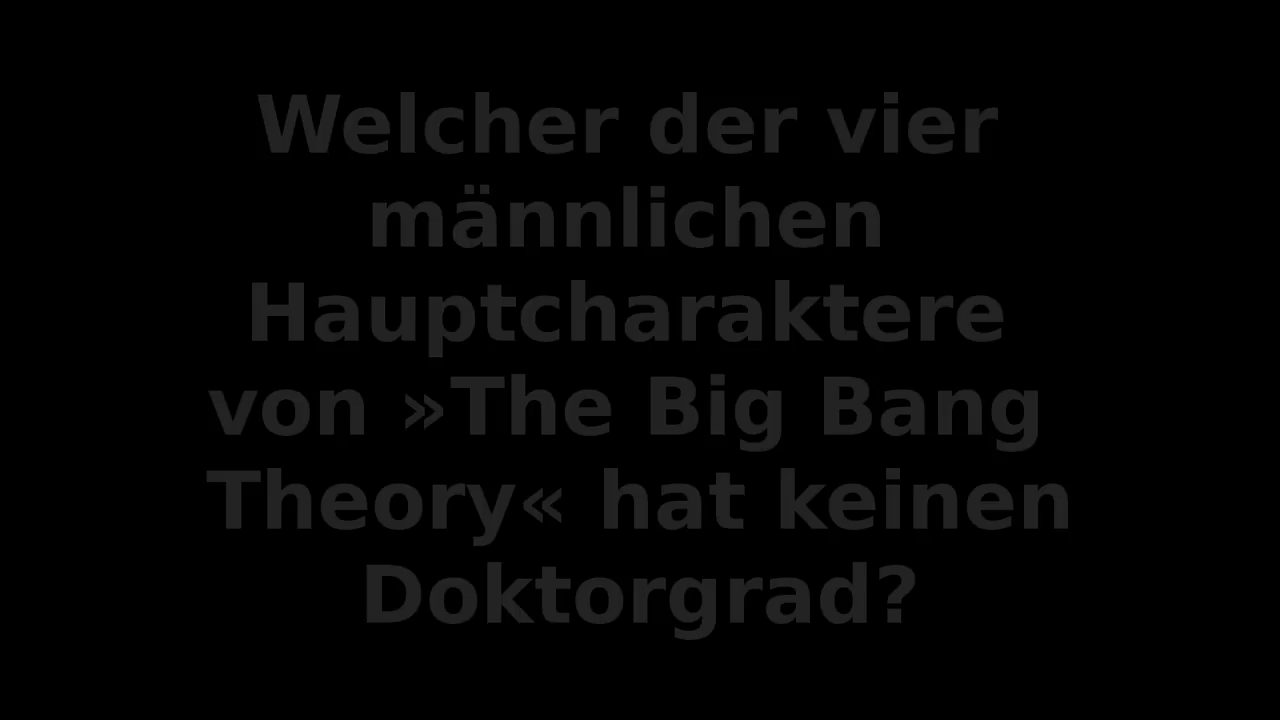 Welcher der vier
männlichen
Hauptcharaktere
von »The Big Bang
Theory« hat keinen
Doktorgrad?